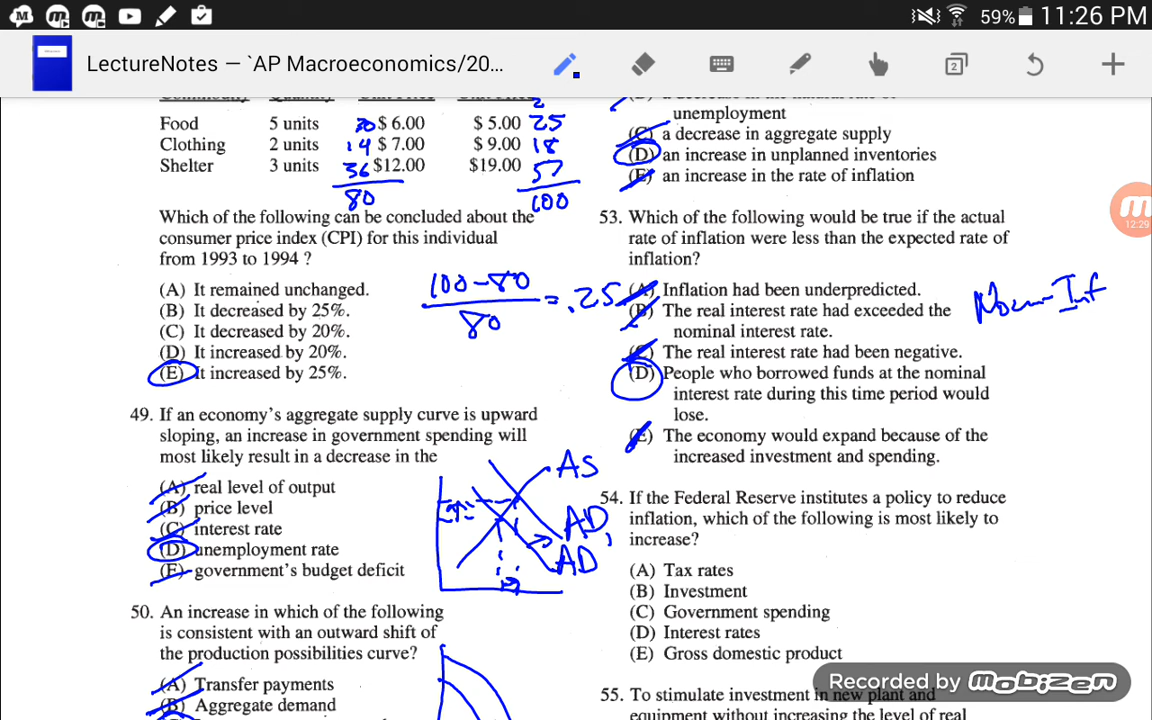 59% 11:26 PM
LectureNotes — `AP Macroeconomics/20...
2
Food 5 units 30 $ 6.00 $ 5.00 25
Clothing 2 units 14 $ 7.00 $ 9.00 18
Shelter 3 units 36 $12.00 $19.00 57
80 100
Which of the following can be concluded about the
consumer price index (CPI) for this individual
from 1993 to 1994 ?
(A) It remained unchanged.
(B) It decreased by 25%.
(C) It decreased by 20%.
(D) It increased by 20%.
(E) It increased by 25%.
100 - 80
80
= .25
49. If an economy's aggregate supply curve is upward
sloping, an increase in government spending will
most likely result in a decrease in the
(A) real level of output
(B) price level
(C) interest rate
(D) unemployment rate
(E) government's budget deficit
AS
AD1
AD
50. An increase in which of the following
is consistent with an outward shift of
the production possibilities curve?
(A) Transfer payments
(B) Aggregate demand
unemployment
(C) a decrease in aggregate supply
(D) an increase in unplanned inventories
(E) an increase in the rate of inflation
12:29
53. Which of the following would be true if the actual
rate of inflation were less than the expected rate of
inflation?
(A) Inflation had been underpredicted.
(B) The real interest rate had exceeded the
nominal interest rate.
(C) The real interest rate had been negative.
(D) People who borrowed funds at the nominal
interest rate during this time period would
lose.
(E) The economy would expand because of the
increased investment and spending.
Nom - Inf
54. If the Federal Reserve institutes a policy to reduce
inflation, which of the following is most likely to
increase?
(A) Tax rates
(B) Investment
(C) Government spending
(D) Interest rates
(E) Gross domestic product
55. To stimulate investment in new plant and
equipment without increasing the level of real
Recorded by mobizen